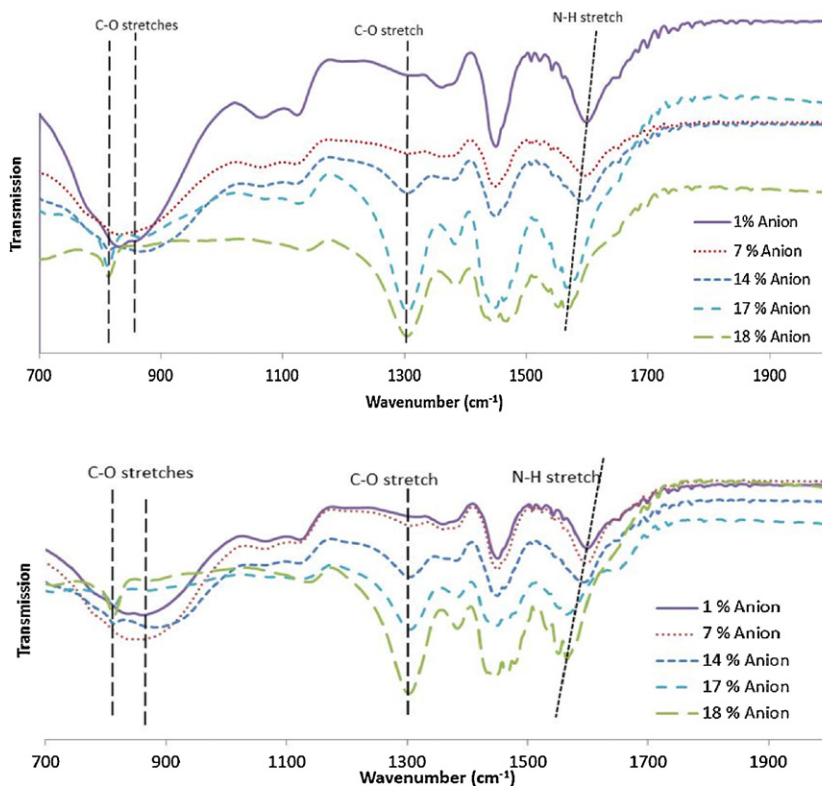 C-O stretches
C-O stretch
N-H stretch
Transmission
1% Anion
7 % Anion
14 % Anion
17 % Anion
18 % Anion
700 900 1100 1300 1500 1700 1900
Wavenumber (cm⁻¹)
C-O stretches
C-O stretch
N-H stretch
Transmission
1 % Anion
7 % Anion
14 % Anion
17 % Anion
18 % Anion
700 900 1100 1300 1500 1700 1900
Wavenumber (cm⁻¹)